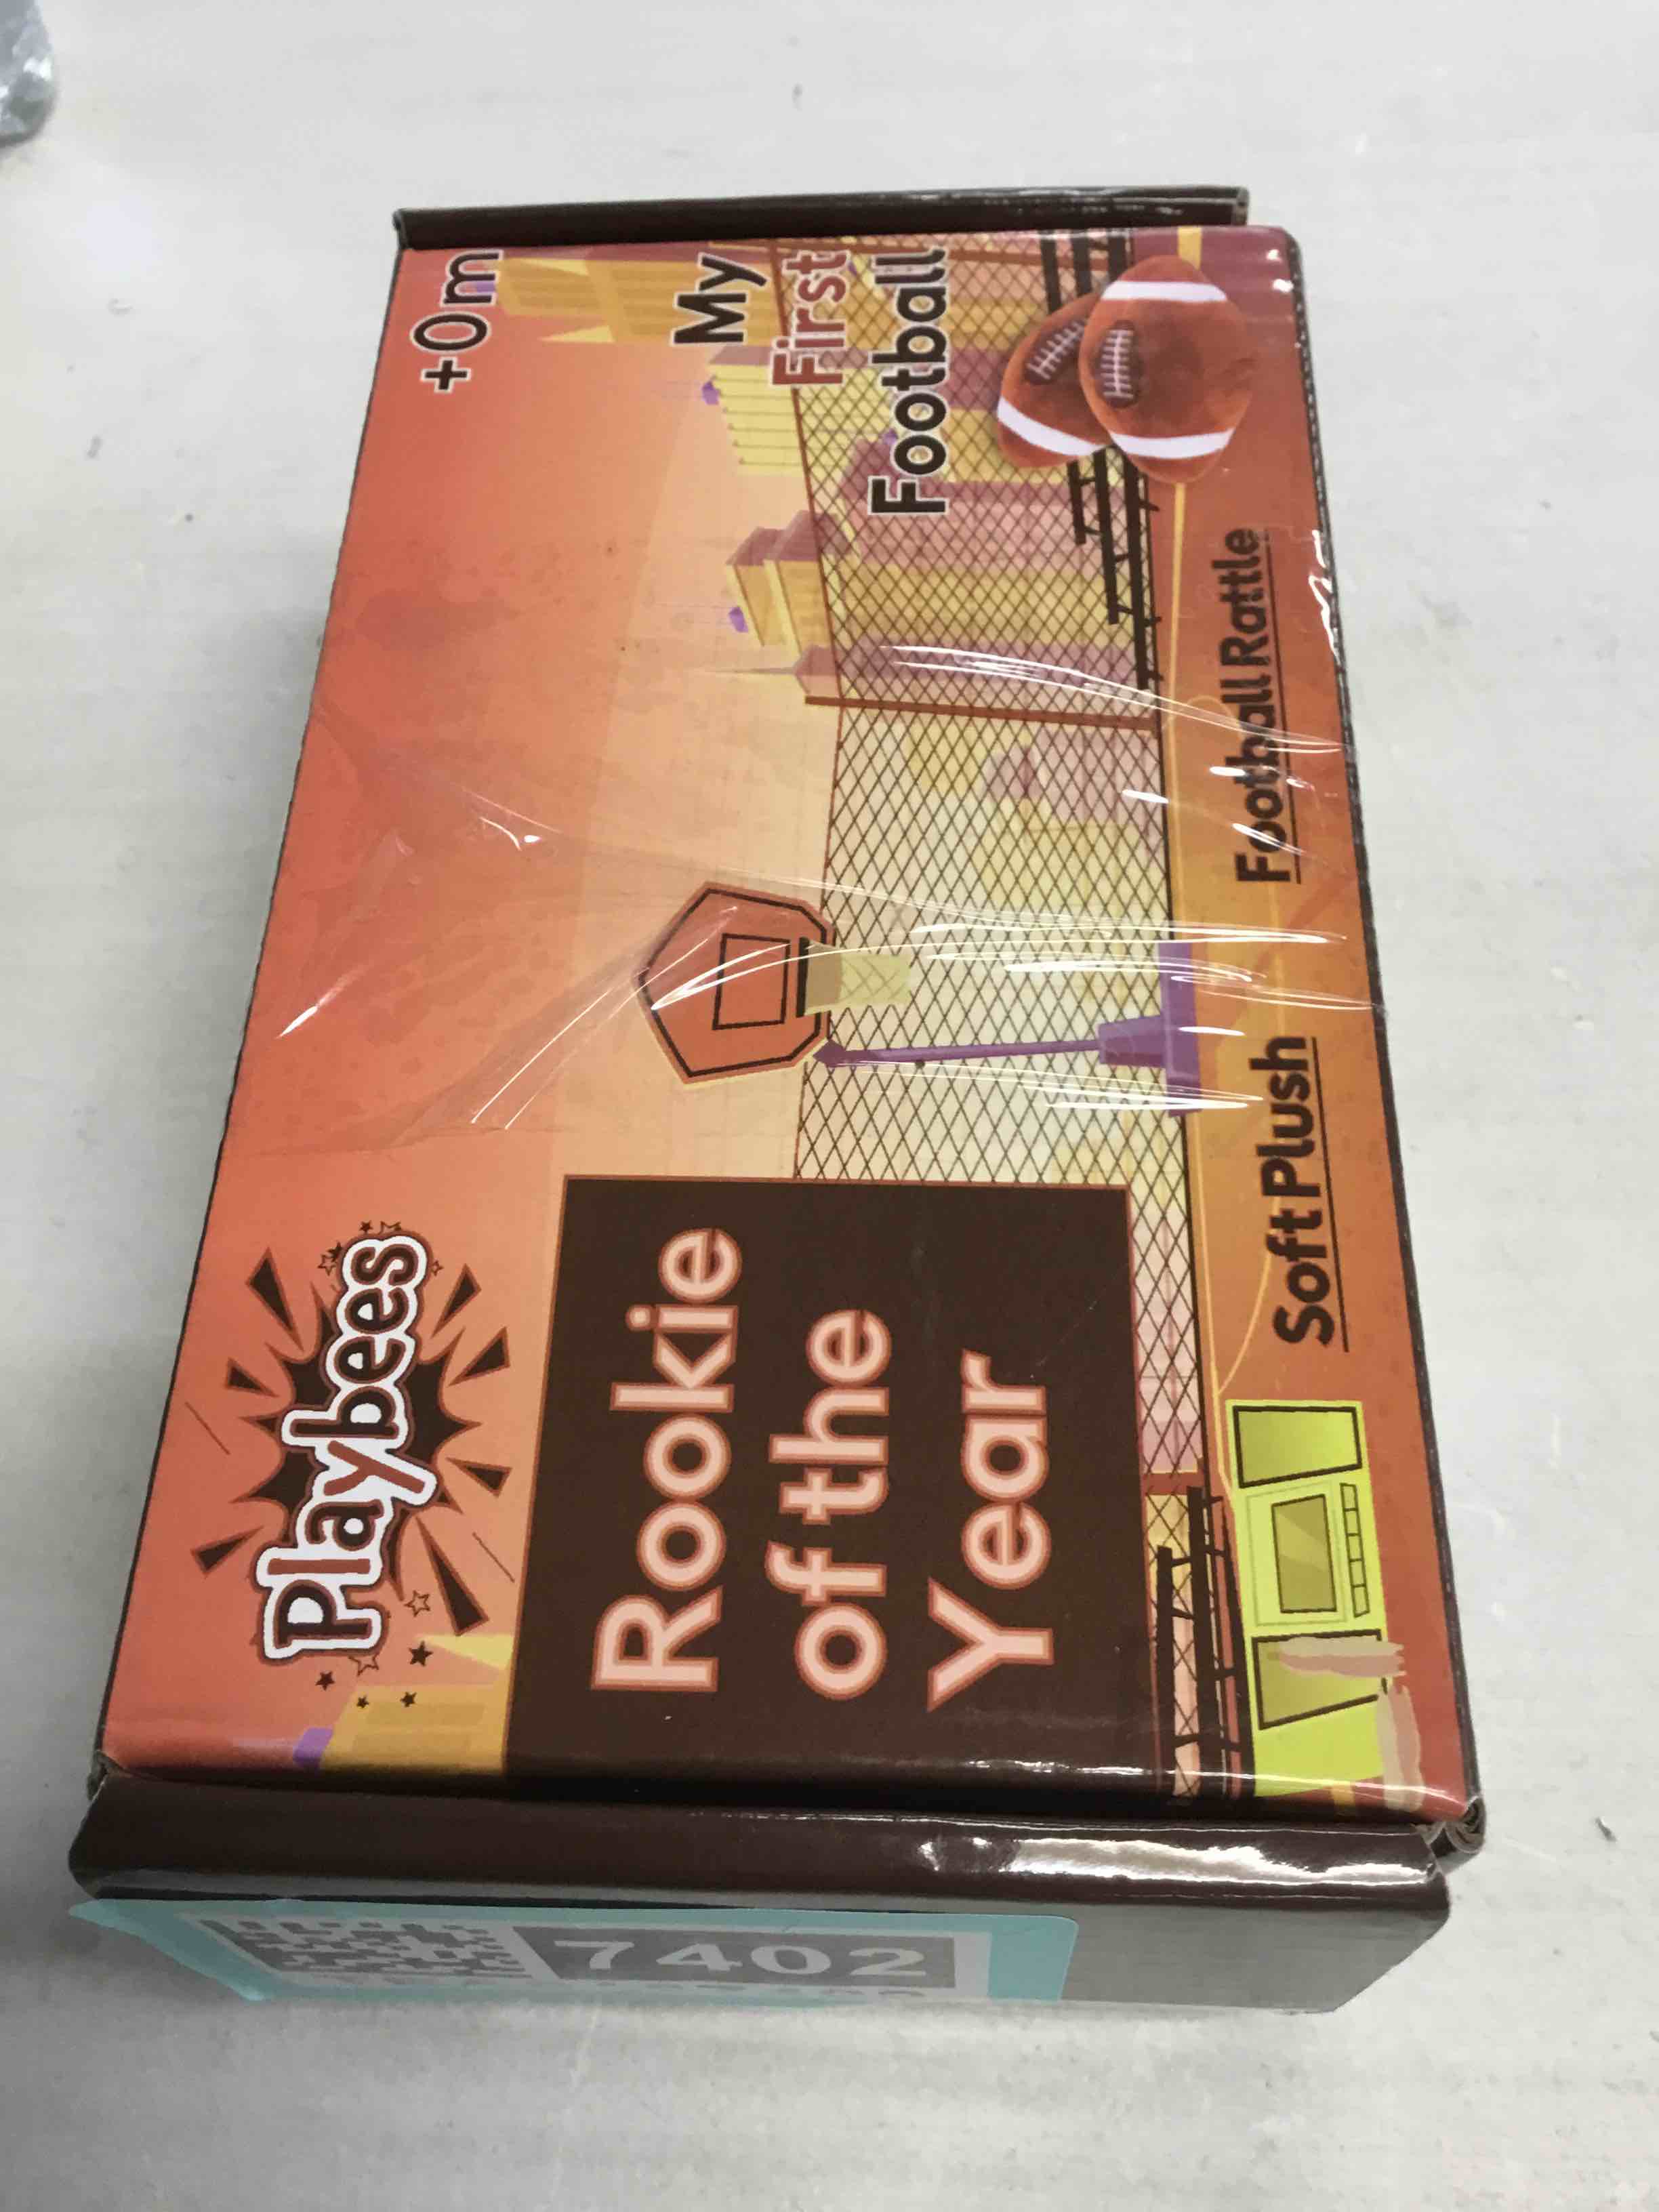 Playbees
+0m
Rookie
of the
Year
My
First
Football
Soft Plush
Football Rattle
7402